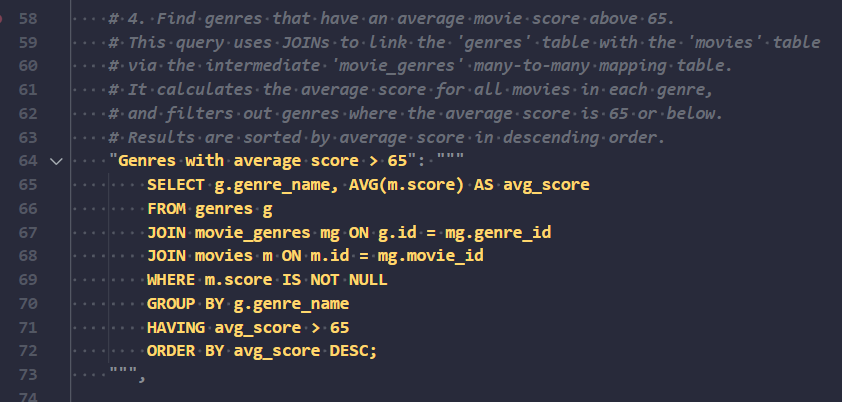 58 # 4. Find genres that have an average movie score above 65.
59 # This query uses JOINs to link the 'genres' table with the 'movies' table
60 # via the intermediate 'movie_genres' many-to-many mapping table.
61 # It calculates the average score for all movies in each genre,
62 # and filters out genres where the average score is 65 or below.
63 # Results are sorted by average score in descending order.
64 "Genres with average score > 65": """
65 SELECT g.genre_name, AVG(m.score) AS avg_score
66 FROM genres g
67 JOIN movie_genres mg ON g.id = mg.genre_id
68 JOIN movies m ON m.id = mg.movie_id
69 WHERE m.score IS NOT NULL
70 GROUP BY g.genre_name
71 HAVING avg_score > 65
72 ORDER BY avg_score DESC;
73 """,
74